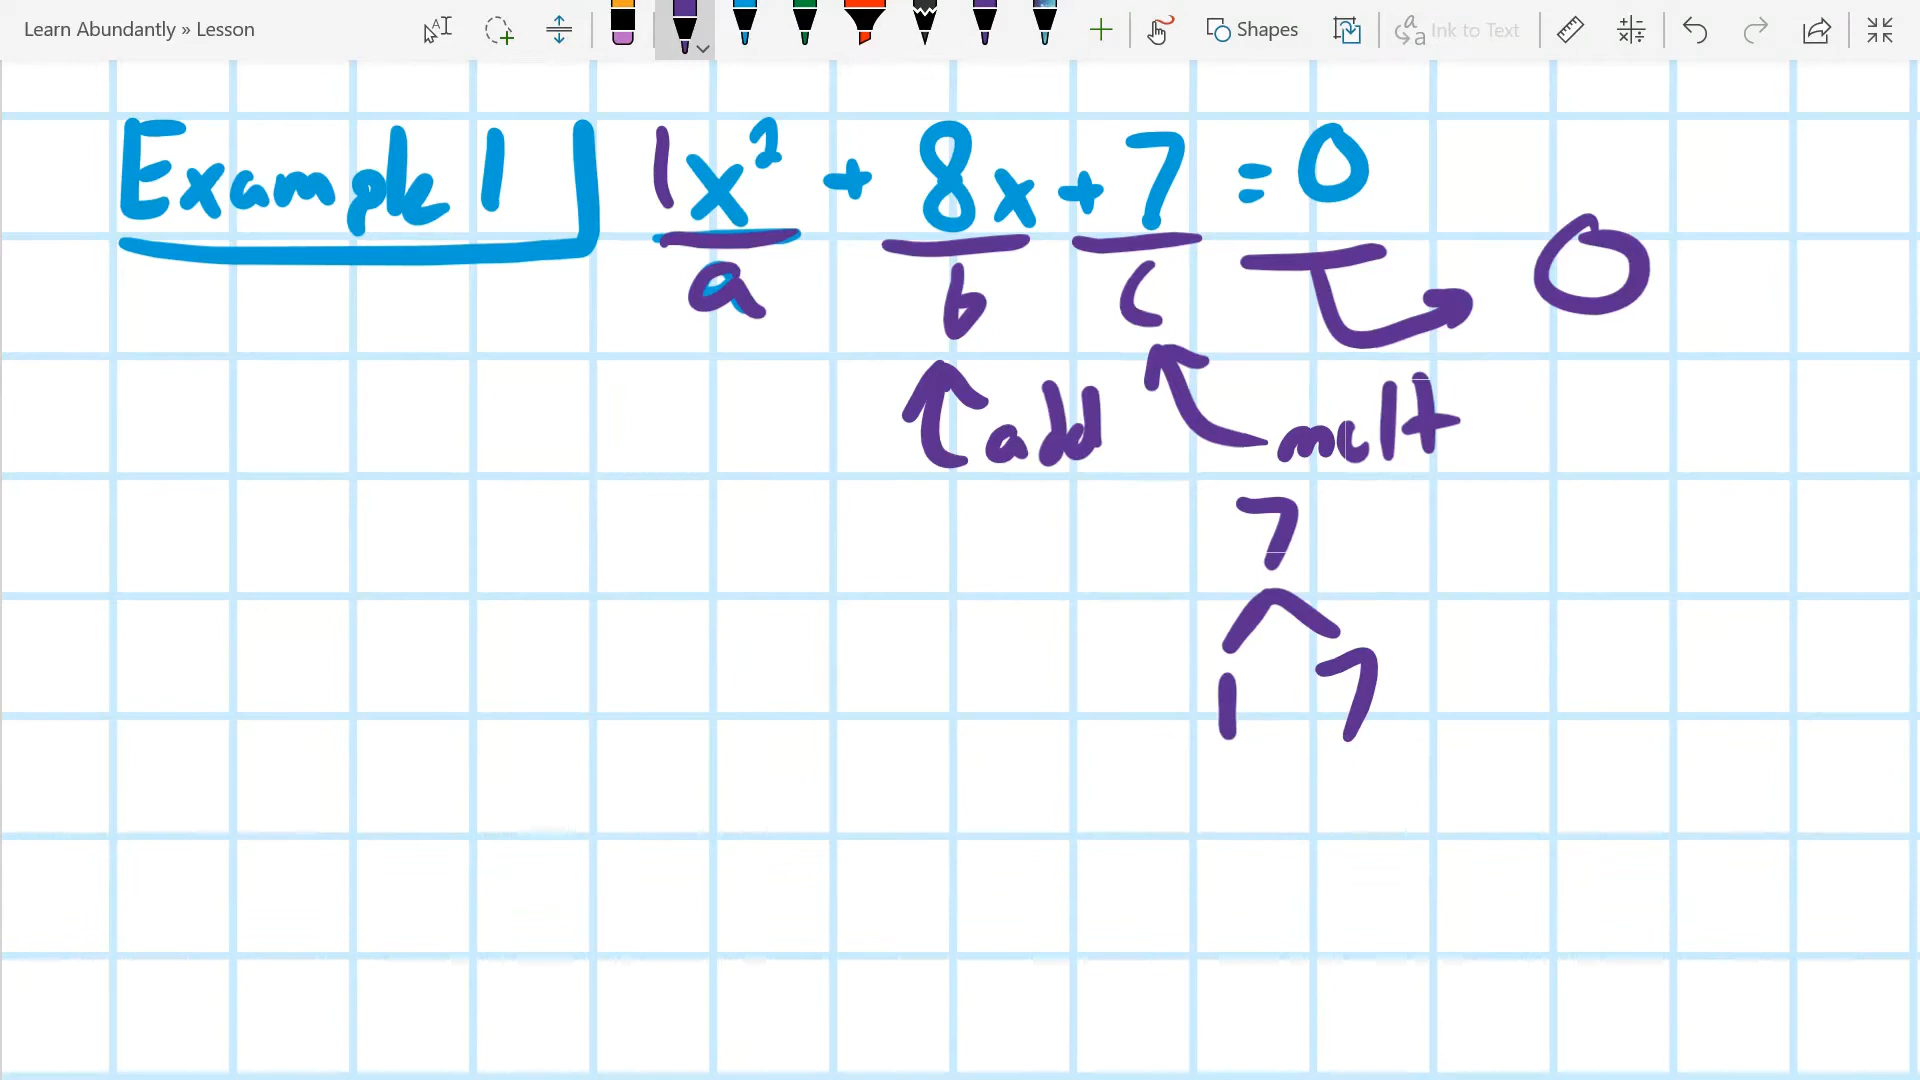 Learn Abundantly » Lesson
Shapes
Ink to Text
Example 1 1x² + 8x + 7 = 0
a b c 0
add mult
7
1 7